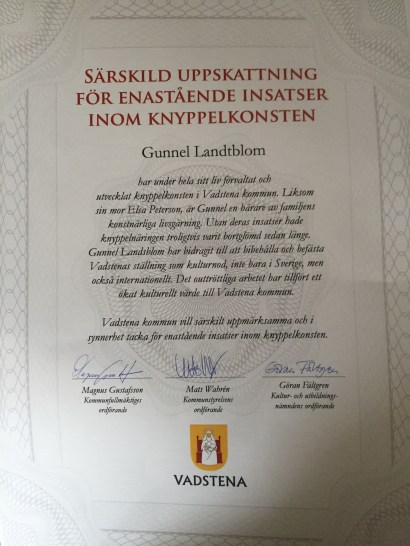 SÄRSKILD UPPSKATTNING
FÖR ENASTÅENDE INSATSER
INOM KNYPPELKONSTEN
Gunnel Landtblom
har under hela sitt liv förvaltat och
utvecklat knyppelkonsten i Vadstena kommun. Liksom
sin mor Elsa Peterson, är Gunnel en bärare av familjens
konstnärliga livsgärning. Utan deras insatser hade
knyppelnäringen troligtvis varit bortglömd sedan länge.
Gunnel Landsblom har bidragit till att bibehålla och befästa
Vadstenas ställning som kulturnod, inte bara i Sverige, men
också internationellt. Det outtröttliga arbetet har tillfört ett
ökat kulturellt värde till Vadstena kommun.
Vadstena kommun vill särskilt uppmärksamma och i
synnerhet tacka för enastående insatser inom knyppelkonsten.
Göran Fältgren
Magnus Gustafsson
Kommunfullmäktiges
ordförande
Mats Wahrén
Kommunstyrelsens
ordförande
Göran Fältgren
Kultur- och utbildnings-
nämndens ordförande
VADSTENA